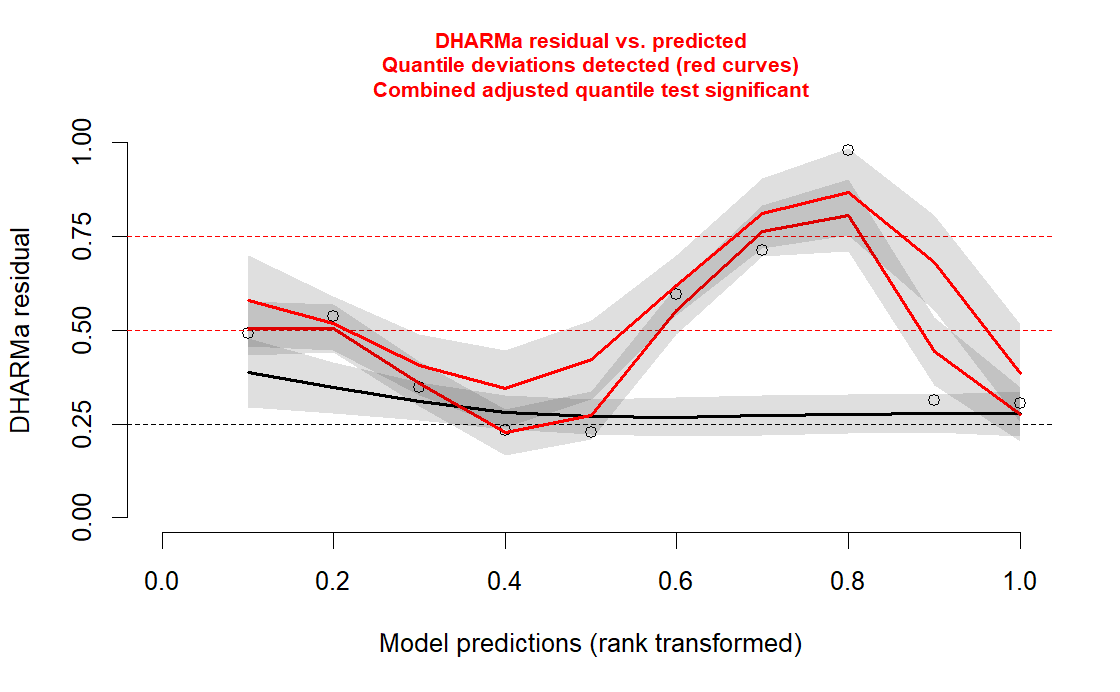 DHARMa residual vs. predicted
Quantile deviations detected (red curves)
Combined adjusted quantile test significant
DHARMa residual
1.00
0.75
0.50
0.25
0.00
0.0 0.2 0.4 0.6 0.8 1.0
Model predictions (rank transformed)